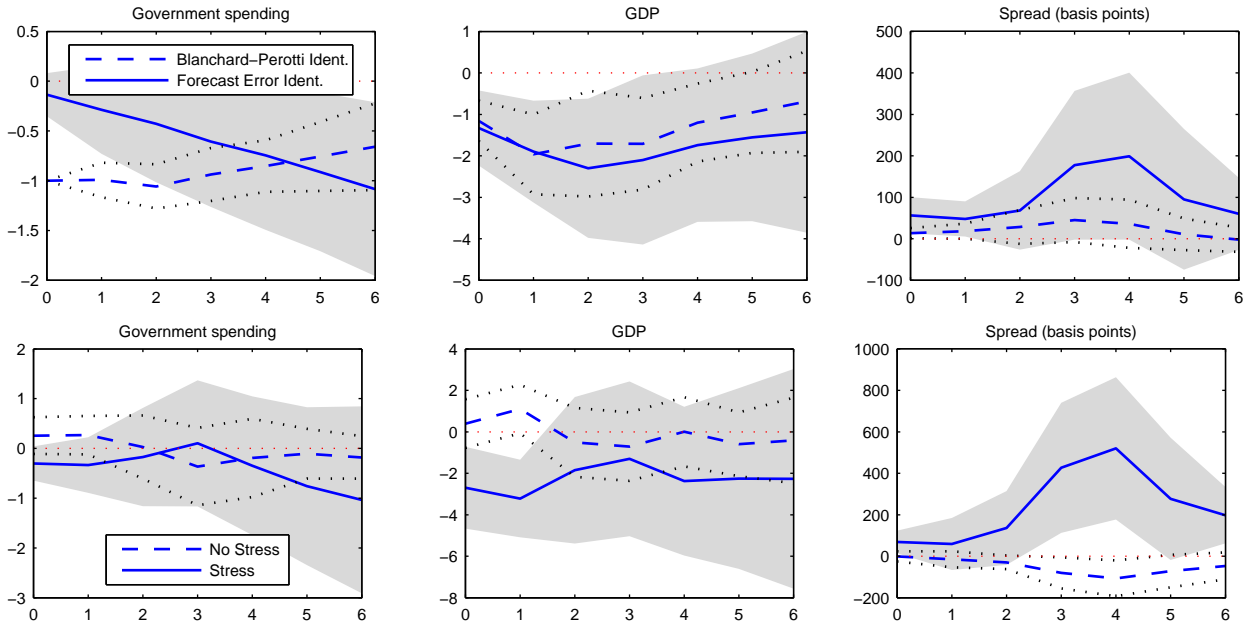 Government spending
GDP
Spread (basis points)
0.5
0
−0.5
−1
−1.5
−2
Blanchard−Perotti Ident.
Forecast Error Ident.
0 1 2 3 4 5 6
1
0
−1
−2
−3
−4
−5
0 1 2 3 4 5 6
500
400
300
200
100
0
−100
0 1 2 3 4 5 6
Government spending
GDP
Spread (basis points)
2
1
0
−1
−2
−3
No Stress
Stress
0 1 2 3 4 5 6
4
2
0
−2
−4
−6
−8
0 1 2 3 4 5 6
1000
800
600
400
200
0
−200
0 1 2 3 4 5 6